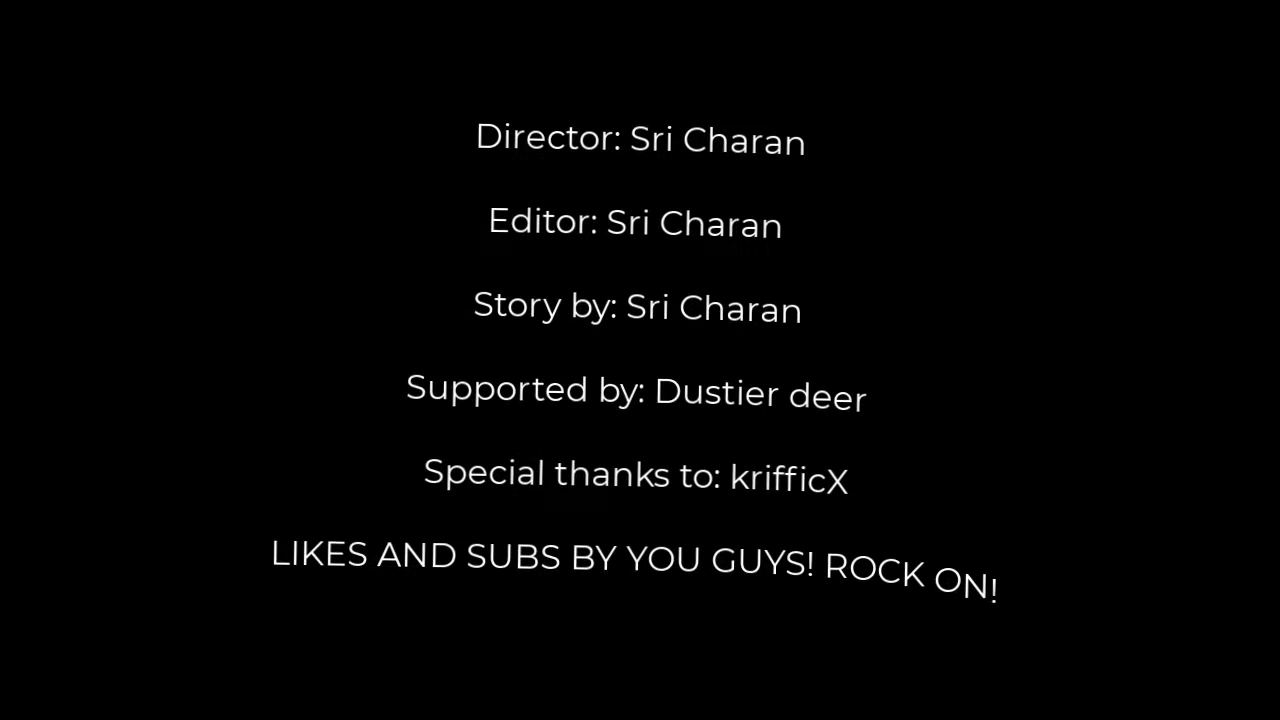 Director: Sri Charan
Editor: Sri Charan
Story by: Sri Charan
Supported by: Dustier deer
Special thanks to: krifficX
LIKES AND SUBS BY YOU GUYS! ROCK ON!